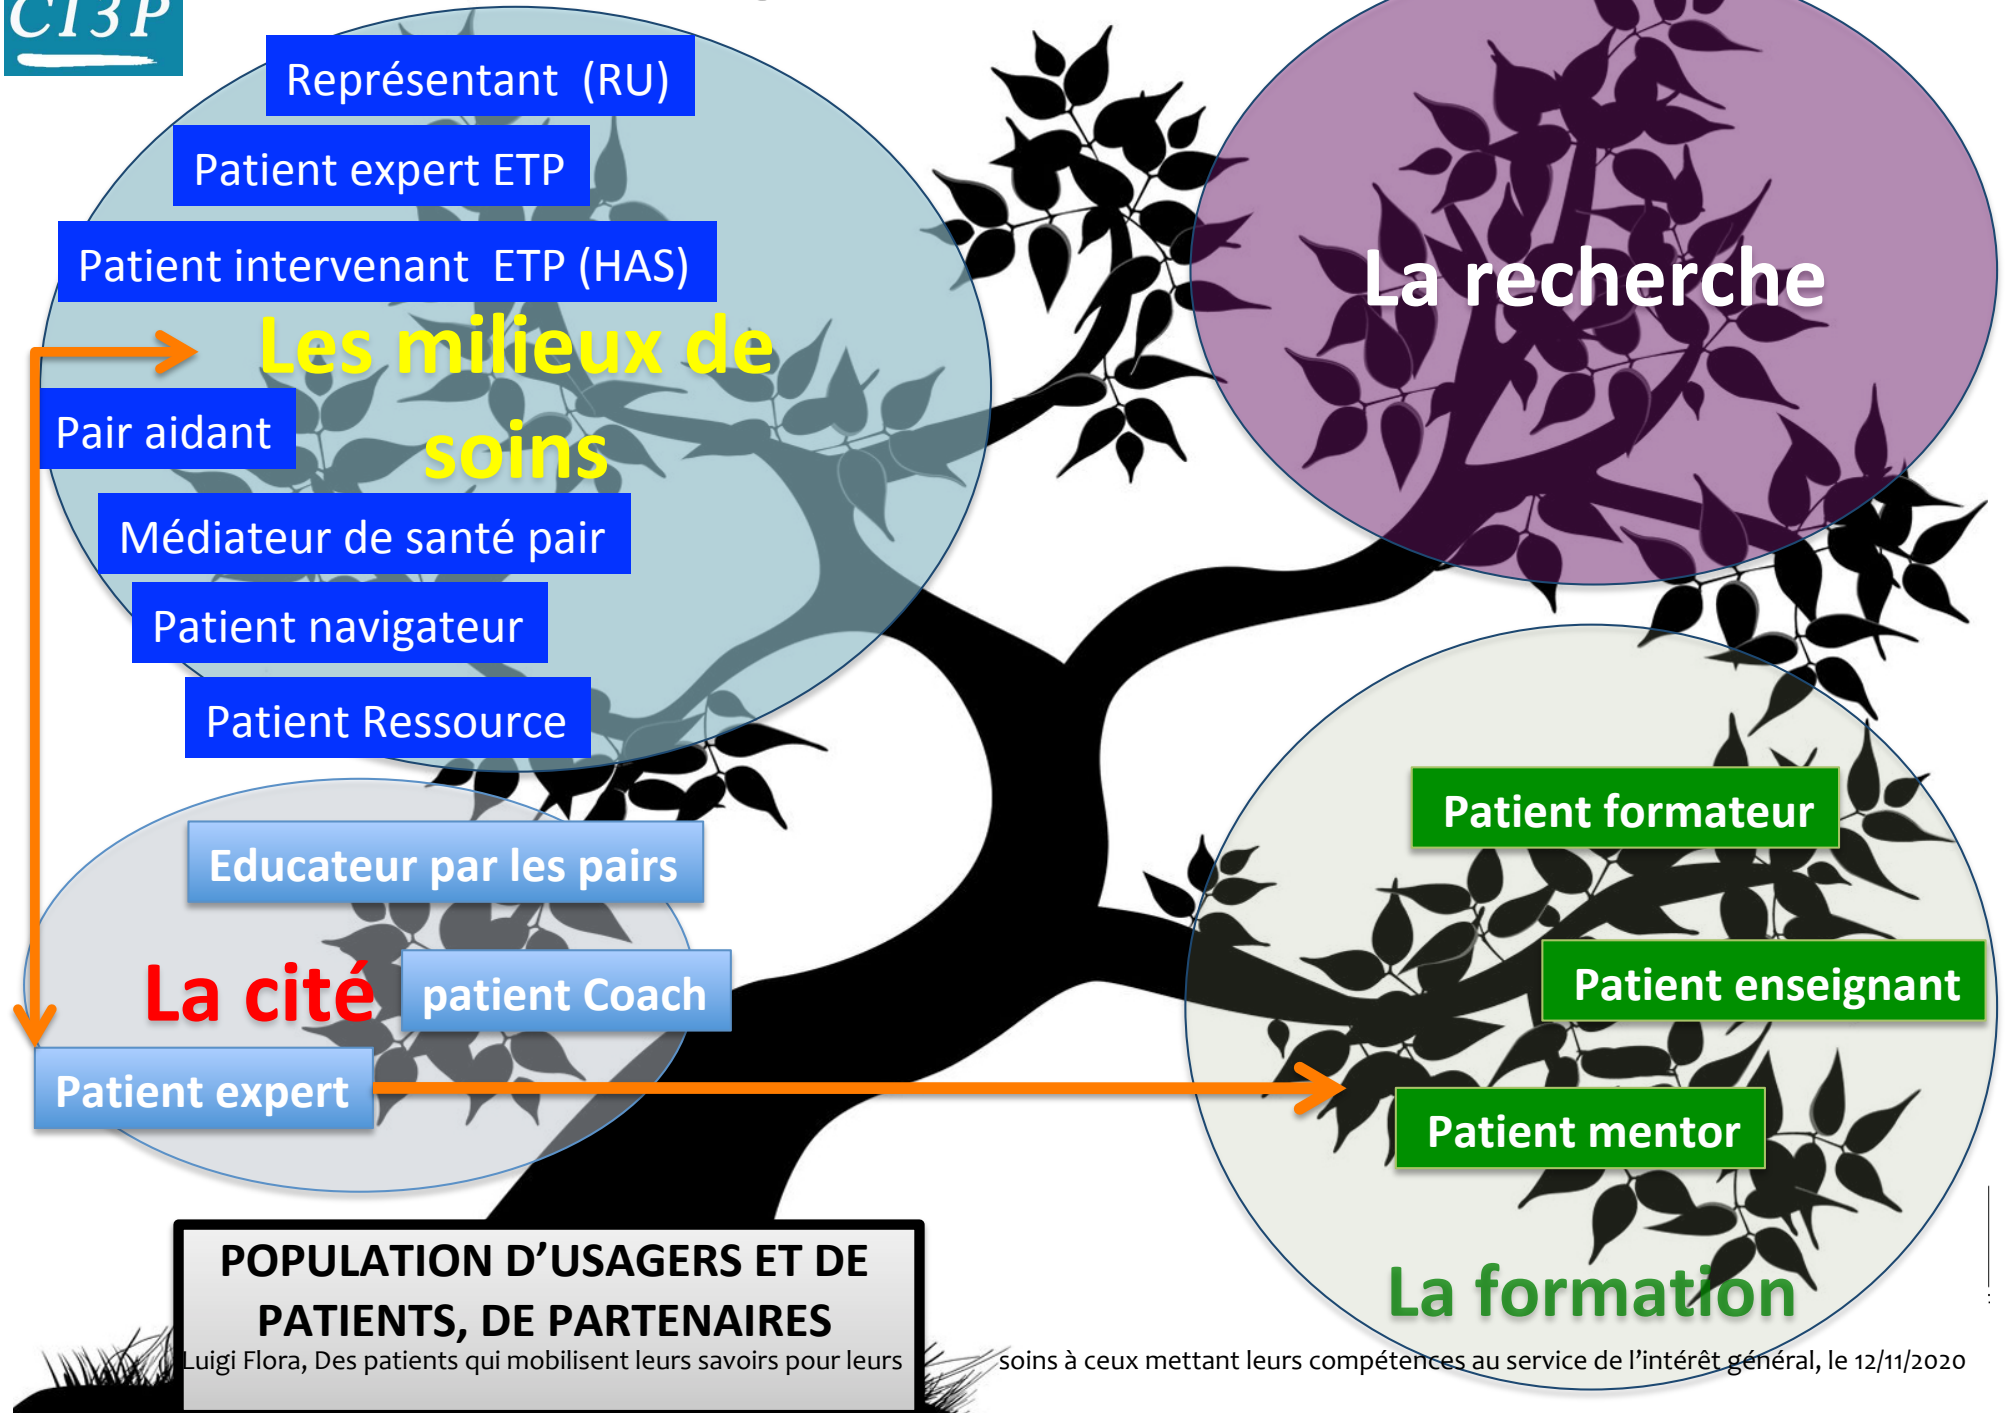 CI3P
Représentant (RU)
Patient expert ETP
Patient intervenant ETP (HAS)
Les milieux de
soins
Pair aidant
Médiateur de santé pair
Patient navigateur
Patient Ressource
La recherche
Educateur par les pairs
La cité
patient Coach
Patient expert
Patient formateur
Patient enseignant
Patient mentor
La formation
POPULATION D’USAGERS ET DE
PATIENTS, DE PARTENAIRES
Luigi Flora, Des patients qui mobilisent leurs savoirs pour leurs soins à ceux mettant leurs compétences au service de l’intérêt général, le 12/11/2020